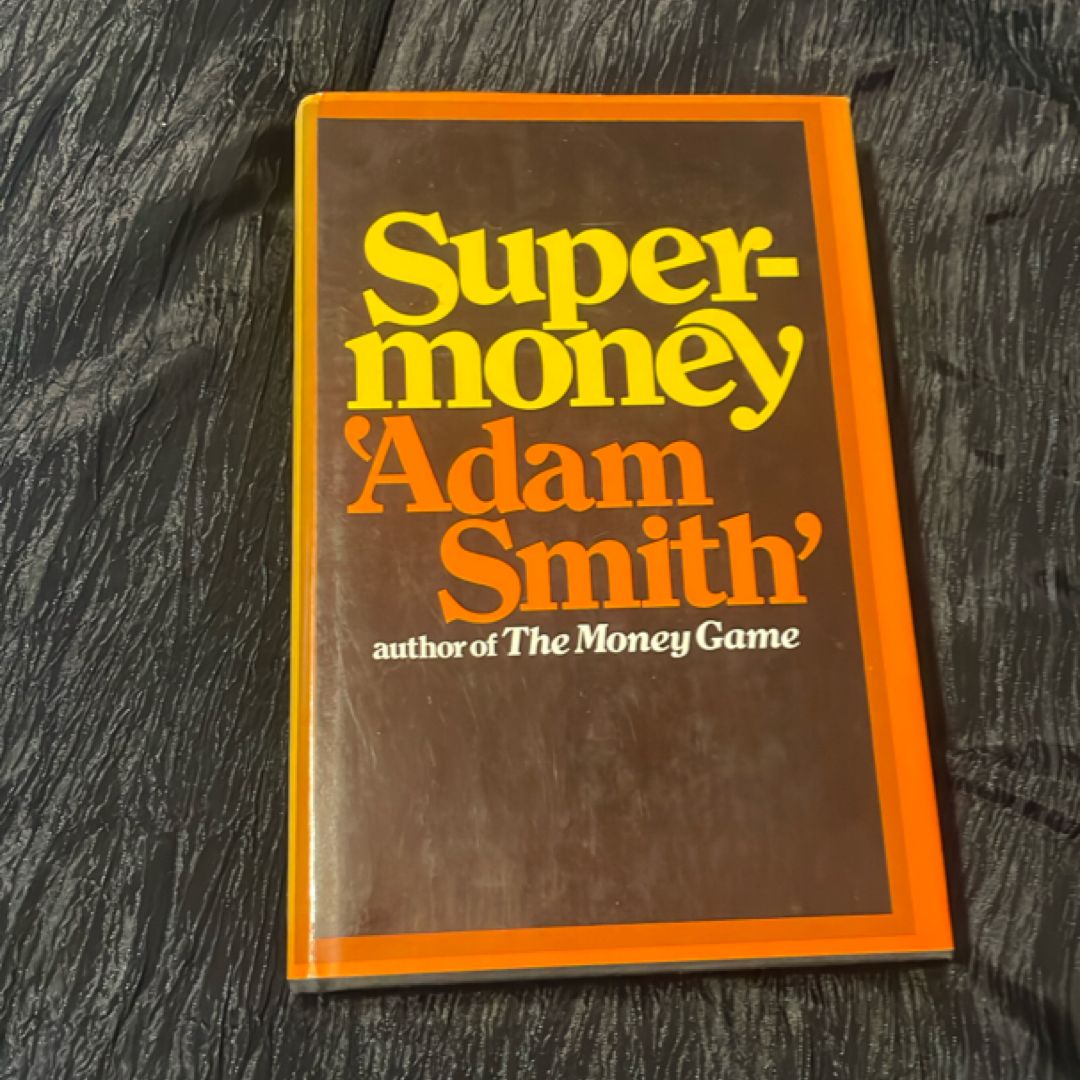 Super-
money
‘Adam
Smith’
author of The Money Game